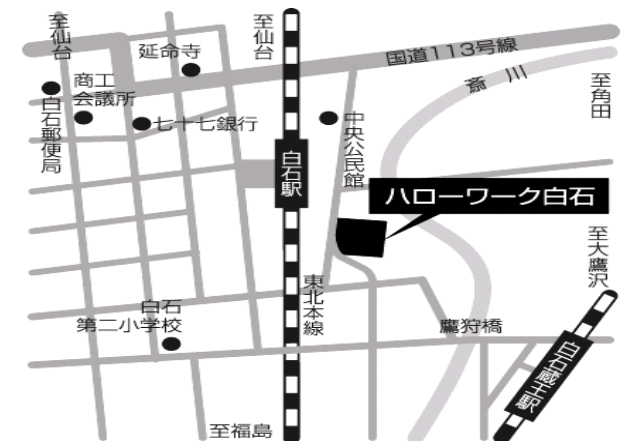 至仙台
延命寺
至仙台
国道113号線
斎川
至角田
商工
会議所
白石郵便局
七十七銀行
中央公民館
白石駅
ハローワーク白石
至大鷹沢
東北本線
白石
第二小学校
鷹狩橋
白石蔵王駅
至福島